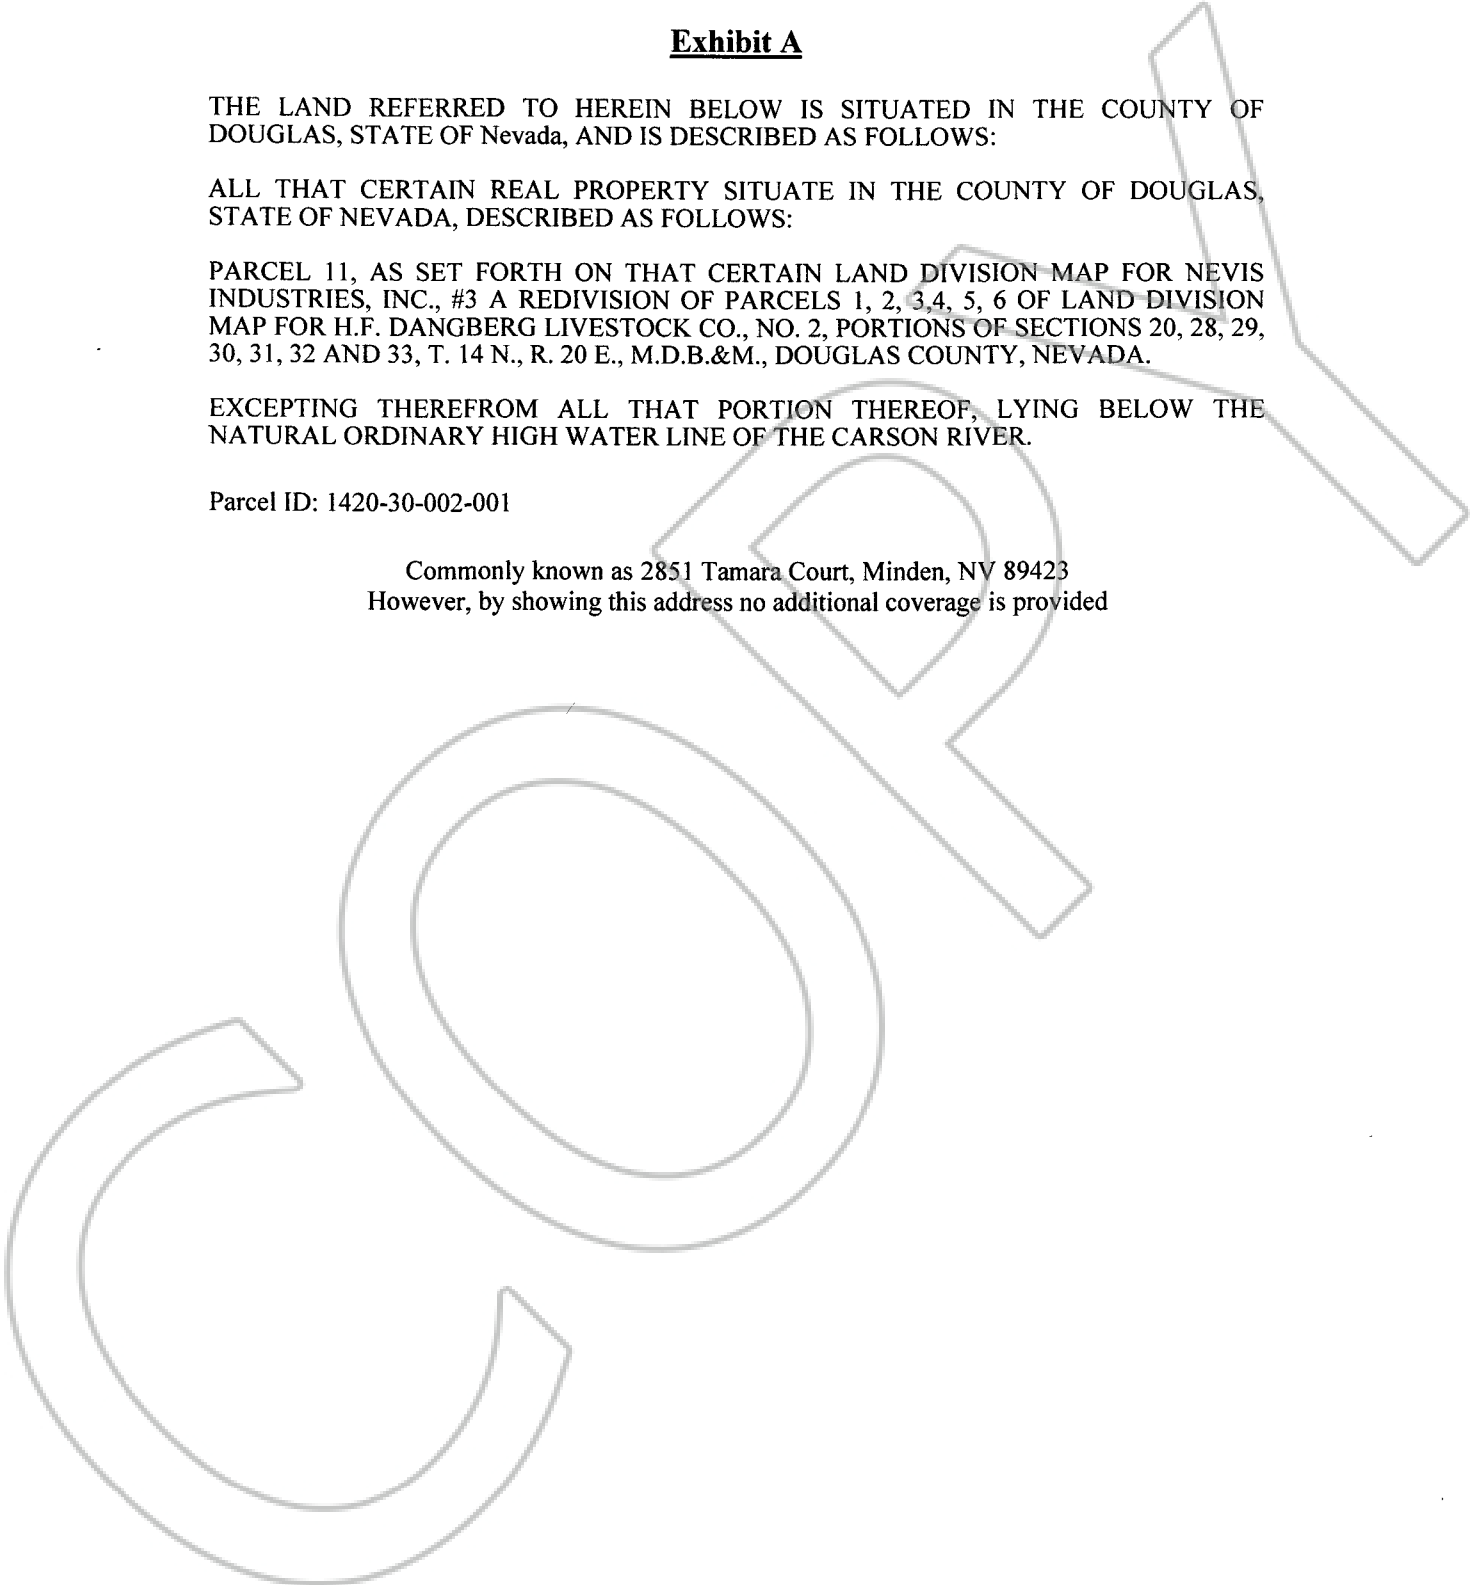 Exhibit A
THE LAND REFERRED TO HEREIN BELOW IS SITUATED IN THE COUNTY OF
DOUGLAS, STATE OF Nevada, AND IS DESCRIBED AS FOLLOWS:
ALL THAT CERTAIN REAL PROPERTY SITUATE IN THE COUNTY OF DOUGLAS,
STATE OF NEVADA, DESCRIBED AS FOLLOWS:
PARCEL 11, AS SET FORTH ON THAT CERTAIN LAND DIVISION MAP FOR NEVIS
INDUSTRIES, INC., #3 A REDIVISION OF PARCELS 1, 2, 3,4, 5, 6 OF LAND DIVISION
MAP FOR H.F. DANGBERG LIVESTOCK CO., NO. 2, PORTIONS OF SECTIONS 20, 28, 29,
30, 31, 32 AND 33, T. 14 N., R. 20 E., M.D.B.&M., DOUGLAS COUNTY, NEVADA.
EXCEPTING THEREFROM ALL THAT PORTION THEREOF, LYING BELOW THE
NATURAL ORDINARY HIGH WATER LINE OF THE CARSON RIVER.
Parcel ID: 1420-30-002-001
Commonly known as 2851 Tamara Court, Minden, NV 89423
However, by showing this address no additional coverage is provided
COPY